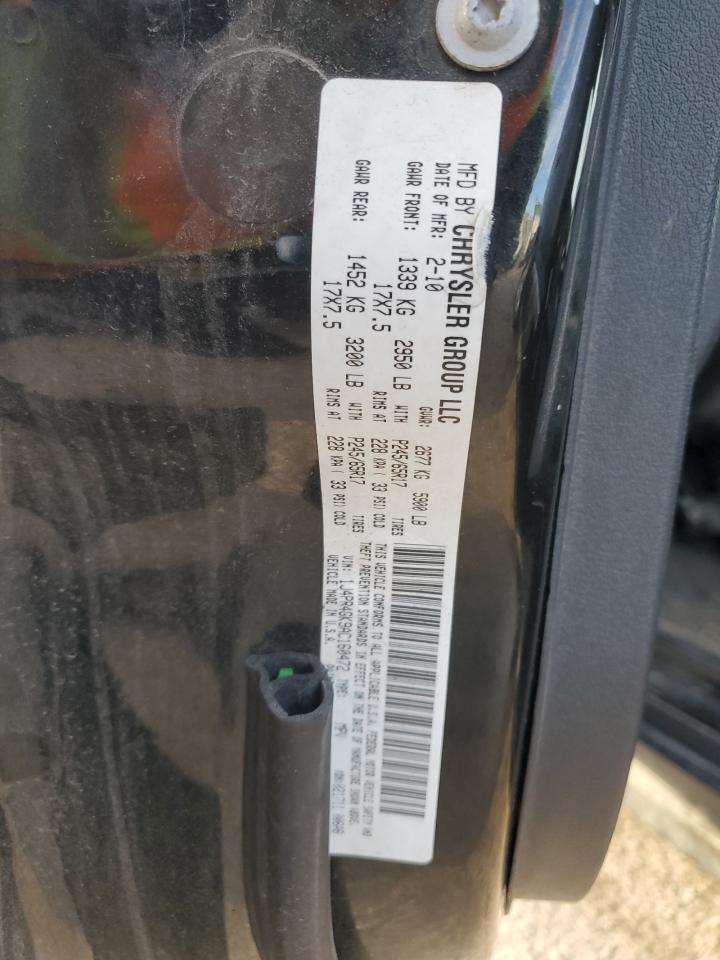 MFD BY CHRYSLER GROUP LLC
DATE OF MFR: 2-10 GVWR: 2677 KG 5900 LB
GAWR FRONT: 1339 KG 2950 LB WITH P245/65R17 TIRES
17X7.5 RIMS AT 228 KPA ( 33 PSI) COLD
GAWR REAR: 1452 KG 3200 LB WITH P245/65R17 TIRES
17X7.5 RIMS AT 228 KPA ( 33 PSI) COLD
THIS VEHICLE CONFORMS TO ALL APPLICABLE U.S.A. FEDERAL MOTOR VEHICLE SAFETY AND
THEFT PREVENTION STANDARDS IN EFFECT ON THE DATE OF MANUFACTURE SHOWN ABOVE.
VIN: 1J4PR4GK9AC160472 TYPE: MPV
VEHICLE MADE IN U.S.A.